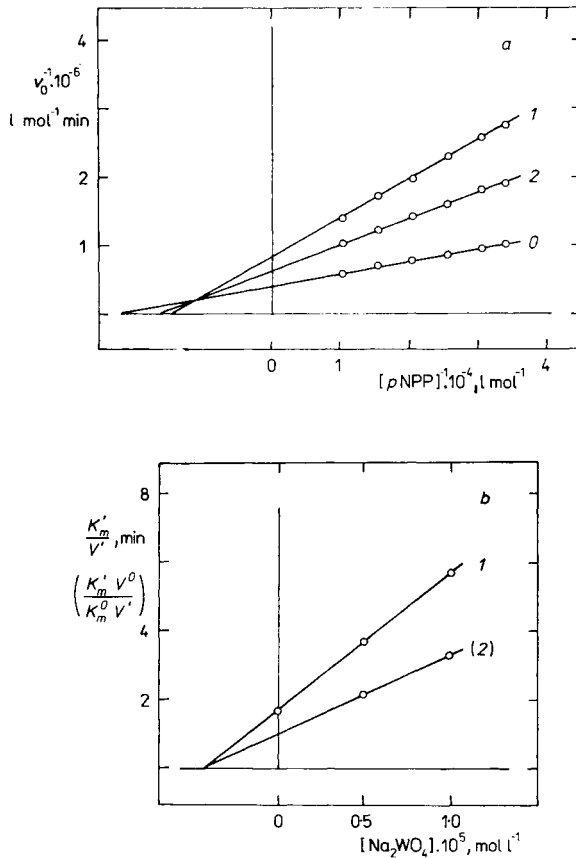 a
4
v₀⁻¹·10⁻⁶
l mol⁻¹ min
2
1
1
2
0
0 1 2 3 4
[pNPP]⁻¹·10⁻⁴, l mol⁻¹
b
8
K'ₘ / V' , min
(K'ₘ V⁰ / K⁰ₘ V')
4
2
1
(2)
0 0·5 1·0
[Na₂WO₄]·10⁵, mol l⁻¹